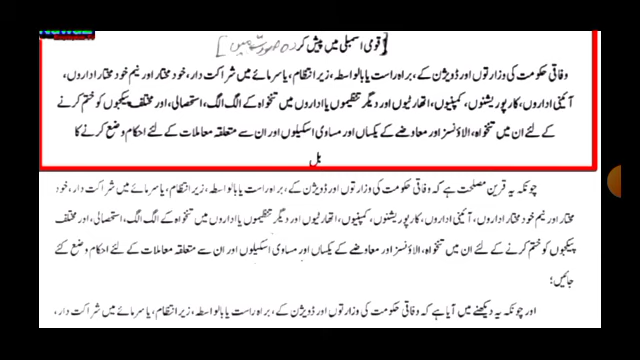 Nawaz
[قومی اسمبلی میں پیش کردہ صورت میں]
وفاقی حکومت کی وزارتوں اور ڈویژن کے، براہ راست یا بالواسطہ، زیر انتظام، یا سرمائے میں شراکت دار، خود مختار اور نیم خود مختار اداروں،
آئینی اداروں، کارپوریشنوں، کمپنیوں، اتھارٹیوں اور دیگر تنظیموں یا اداروں میں تنخواہ کے الگ الگ، استحصالی، اور مختلف پیکجوں کو ختم کرنے
کے لئے ان میں تنخواہ، الاؤنسز اور معاوضے کے یکساں اور مساوی اسکیلوں اور ان سے متعلقہ معاملات کے لئے احکام وضع کرنے کا
بل
چونکہ یہ قرین مصلحت ہے کہ وفاقی حکومت کی وزارتوں اور ڈویژن کے، براہ راست یا بالواسطہ، زیر انتظام، یا سرمائے میں شراکت دار، خود
مختار اور نیم خود مختار اداروں، آئینی اداروں، کارپوریشنوں، کمپنیوں، اتھارٹیوں اور دیگر تنظیموں یا اداروں میں تنخواہ کے الگ الگ، استحصالی، اور مختلف
پیکجوں کو ختم کرنے کے لئے ان میں تنخواہ، الاؤنسز اور معاوضے کے یکساں اور مساوی اسکیلوں اور ان سے متعلقہ معاملات کے لئے احکام وضع کئے
جائیں؛
اور چونکہ یہ دیکھنے میں آیا ہے کہ وفاقی حکومت کی وزارتوں اور ڈویژن کے، براہ راست یا بالواسطہ، زیر انتظام، یا سرمائے میں شراکت دار،